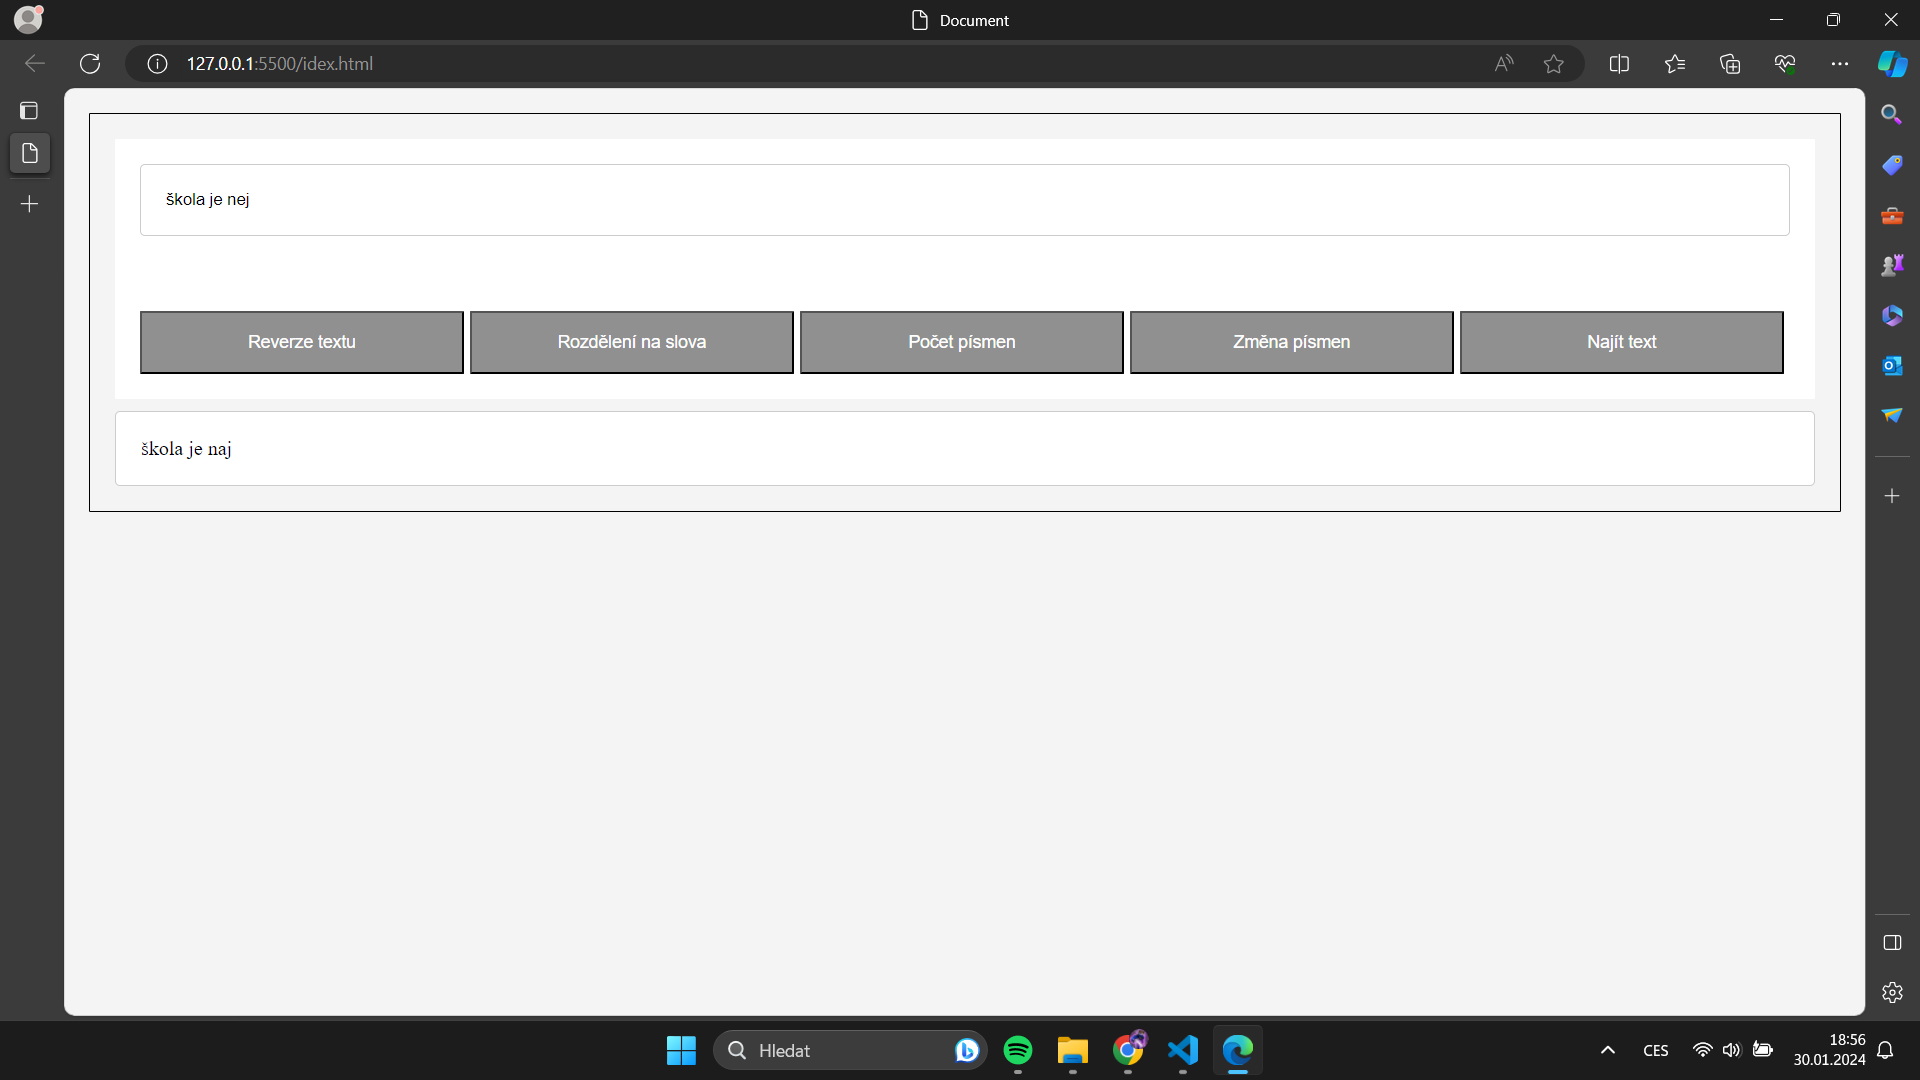 Document
127.0.0.1:5500/idex.html
škola je nej
Reverze textu
Rozdělení na slova
Počet písmen
Změna písmen
Najít text
škola je naj
Hledat
CES
18:56
30.01.2024